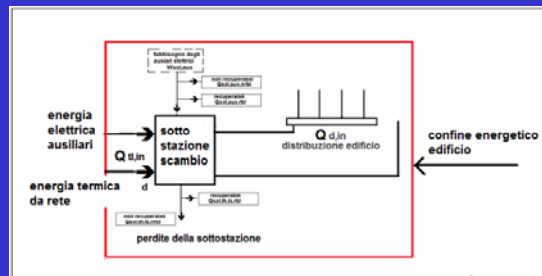 fabbisogno degli
ausiliari elettrici
non recuperabili
recuperabili
energia
elettrica
ausiliari
sotto
stazione
scambio
Q d,in
distribuzione edificio
confine energetico
edificio
Q tl,in
energia termica
da rete
d
recuperabili
non recuperabili
perdite della sottostazione